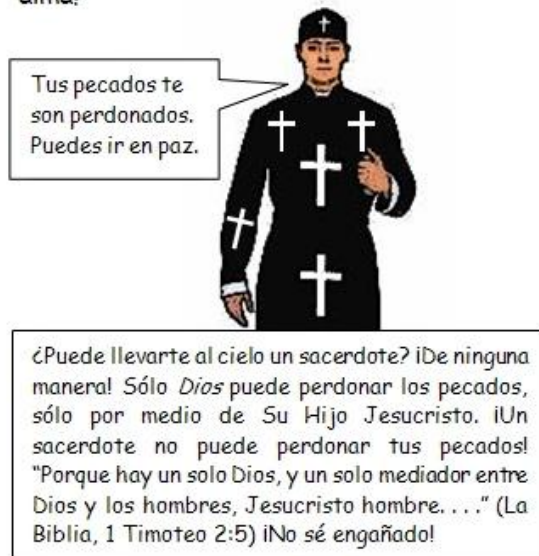 alma!
Tus pecados te
son perdonados.
Puedes ir en paz.
¿Puede llevarte al cielo un sacerdote? ¡De ninguna
manera! Sólo Dios puede perdonar los pecados,
sólo por medio de Su Hijo Jesucristo. ¡Un
sacerdote no puede perdonar tus pecados!
"Porque hay un solo Dios, y un solo mediador entre
Dios y los hombres, Jesucristo hombre. . . ." (La
Biblia, 1 Timoteo 2:5) ¡No sé engañado!